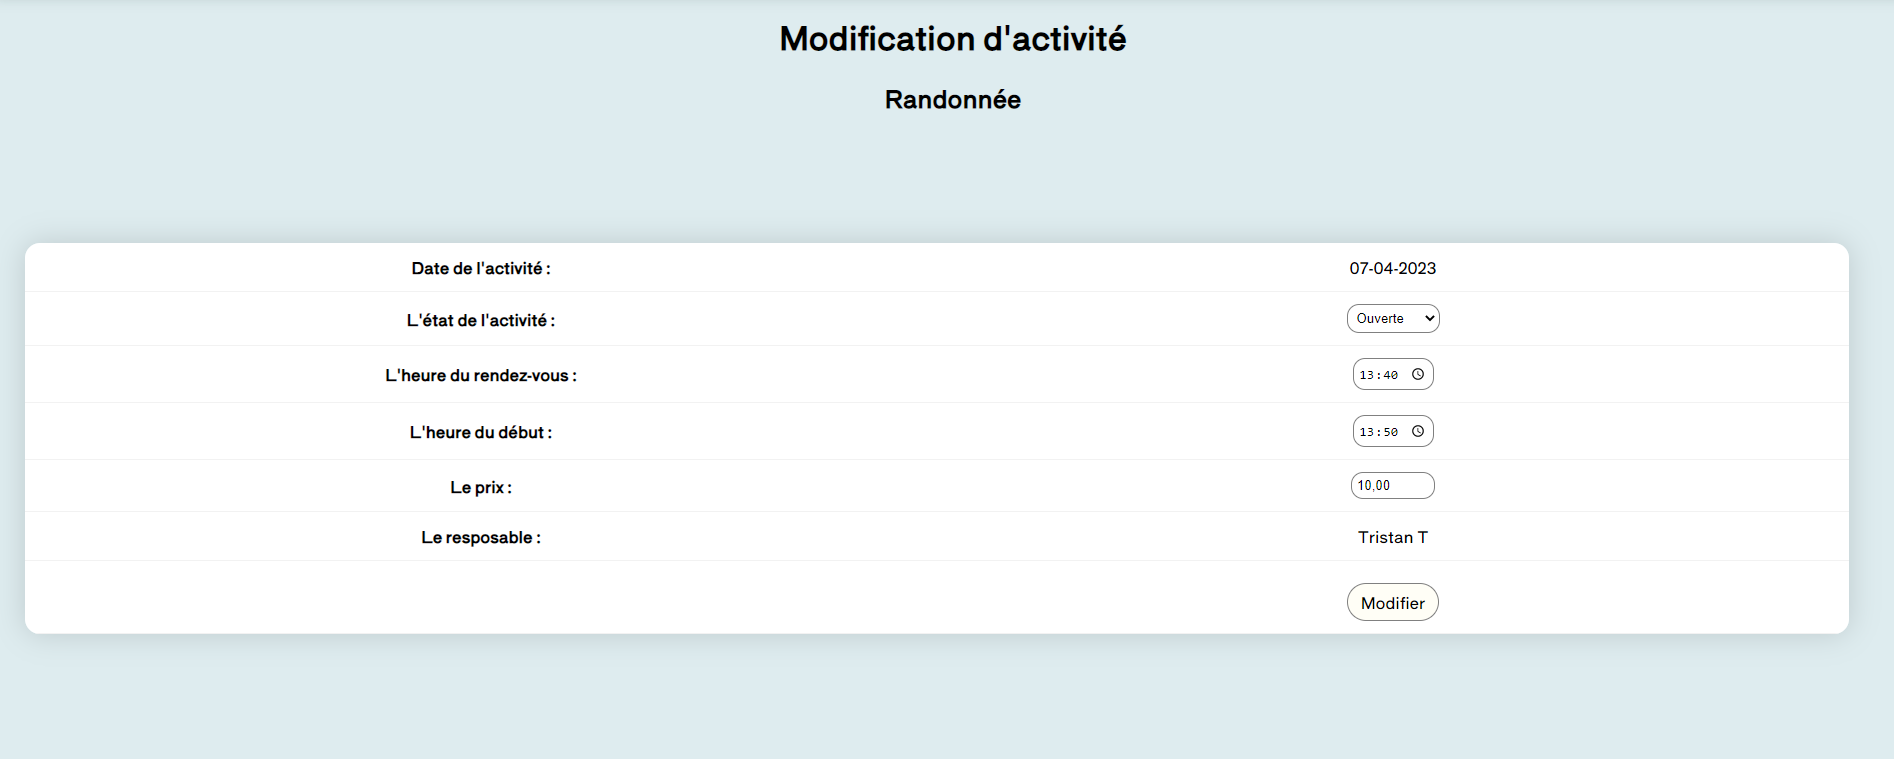 Modification d'activité
Randonnée
Date de l'activité : 07-04-2023
L'état de l'activité : Ouverte
L'heure du rendez-vous : 13:40
L'heure du début : 13:50
Le prix : 10,00
Le resposable : Tristan T
Modifier